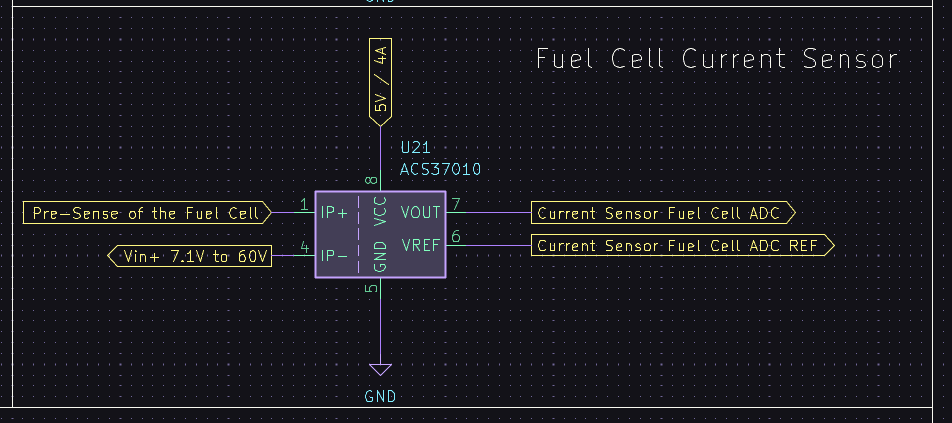 GND
Fuel Cell Current Sensor
5V / 4A
U21
ACS37010
8
Pre-Sense of the Fuel Cell
1
IP+
VCC
VOUT
7
Current Sensor Fuel Cell ADC
Vin+ 7.1V to 60V
4
IP-
GND
VREF
6
Current Sensor Fuel Cell ADC REF
5
GND